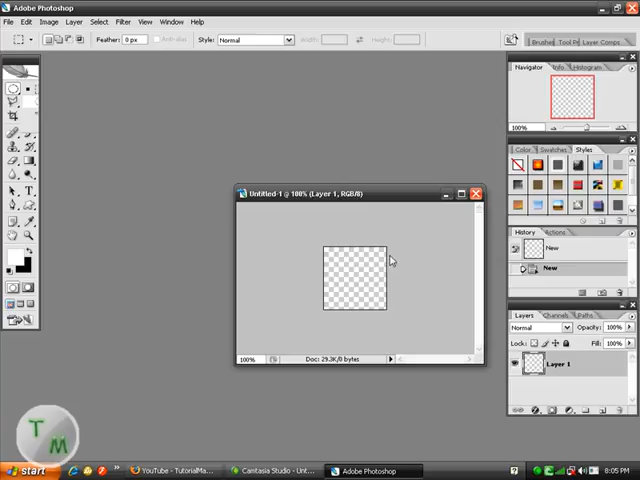 Adobe Photoshop
File Edit Image Layer Select Filter View Window Help
Feather: 0 px Anti-alias Style: Normal Width: Height: Brushes Tool Pr Layer Comps
Navigator Info Histogram
100%
Color Swatches Styles
Untitled-1 @ 100% (Layer 1, RGB/8)
History Actions
New
New
Layers Channels Paths
Normal Opacity: 100%
Lock: Fill: 100%
Layer 1
100% Doc: 29.3K/0 bytes
T M
start YouTube - TutorialMa... Camtasia Studio - Unt... Adobe Photoshop ? 8:05 PM